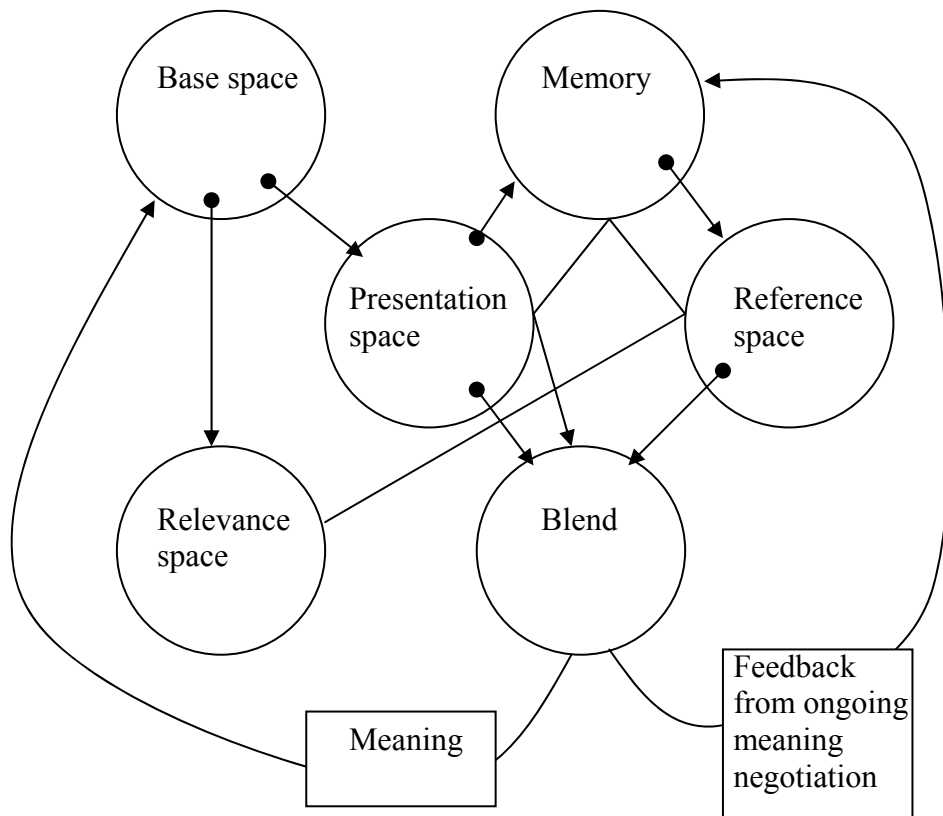 Base space
Memory
Presentation
space
Reference
space
Relevance
space
Blend
Meaning
Feedback
from ongoing
meaning
negotiation